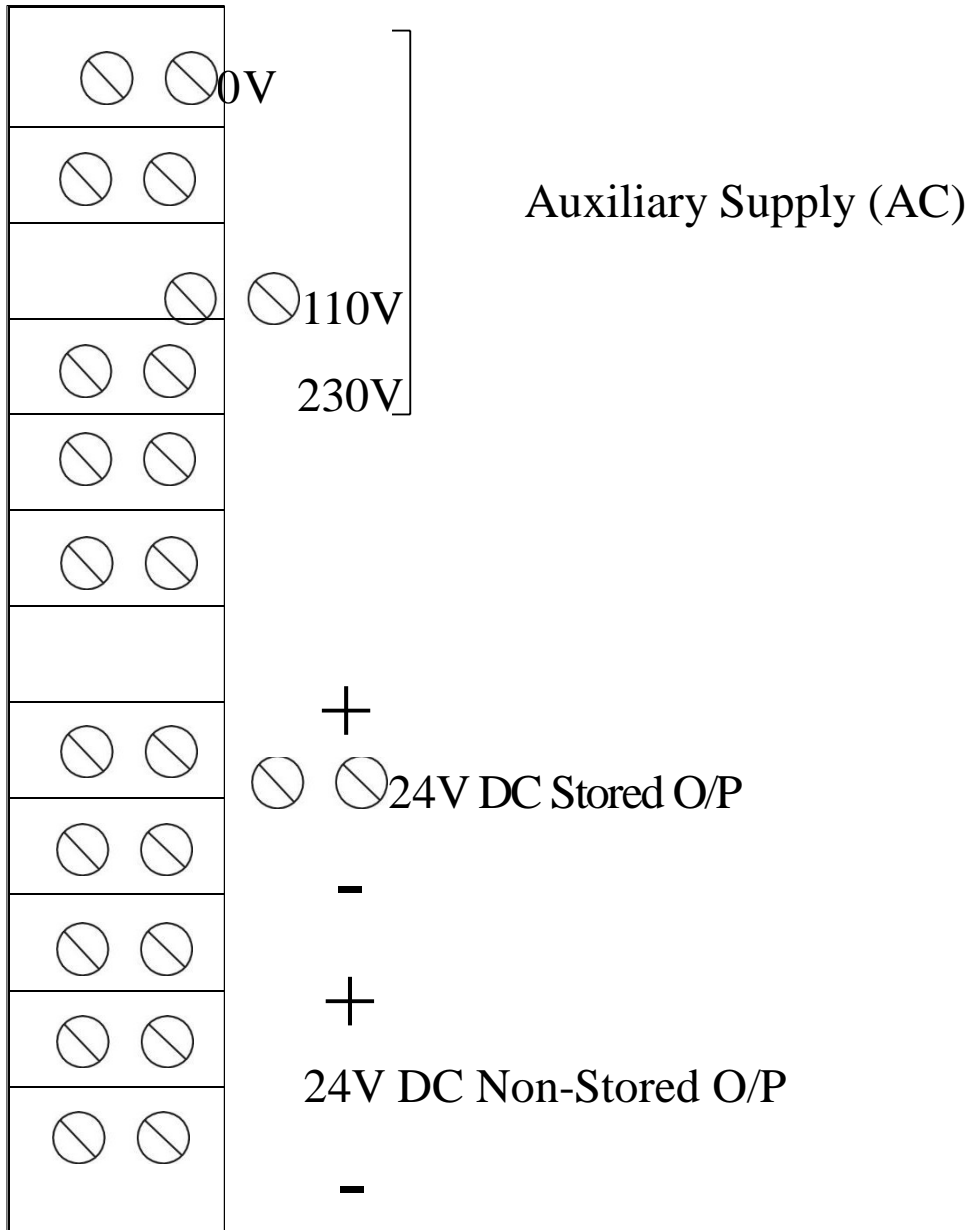 0V
Auxiliary Supply (AC)
110V
230V
+
24V DC Stored O/P
-
+
24V DC Non-Stored O/P
-